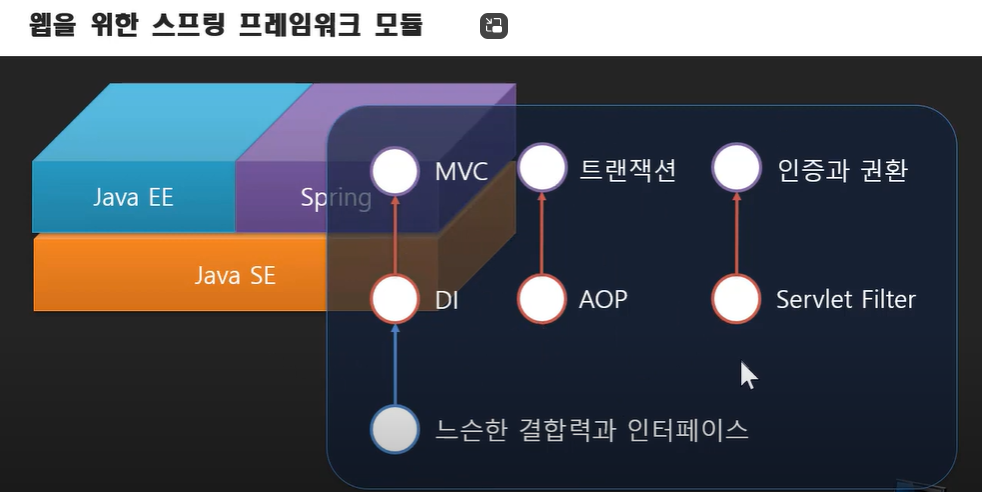 웹을 위한 스프링 프레임워크 모듈
Java EE
Spring
Java SE
MVC
트랜잭션
인증과 권환
DI
AOP
Servlet Filter
느슨한 결합력과 인터페이스